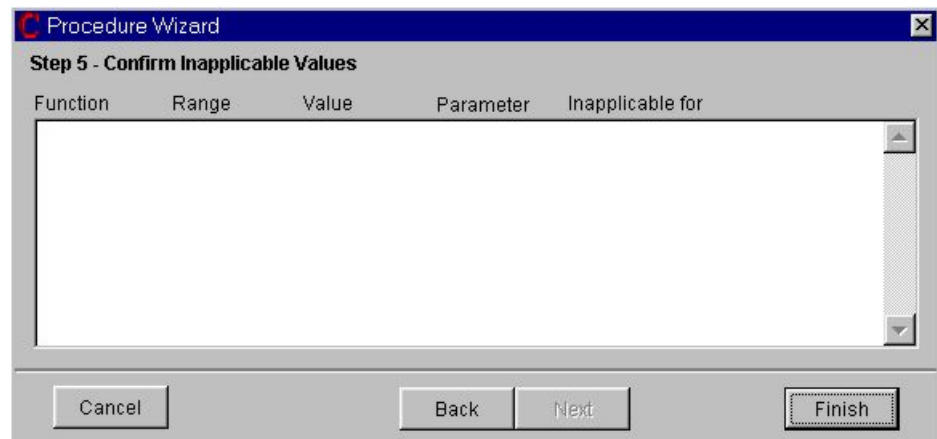 C Procedure Wizard
Step 5 - Confirm Inapplicable Values
Function Range Value Parameter Inapplicable for
Cancel Back Next Finish